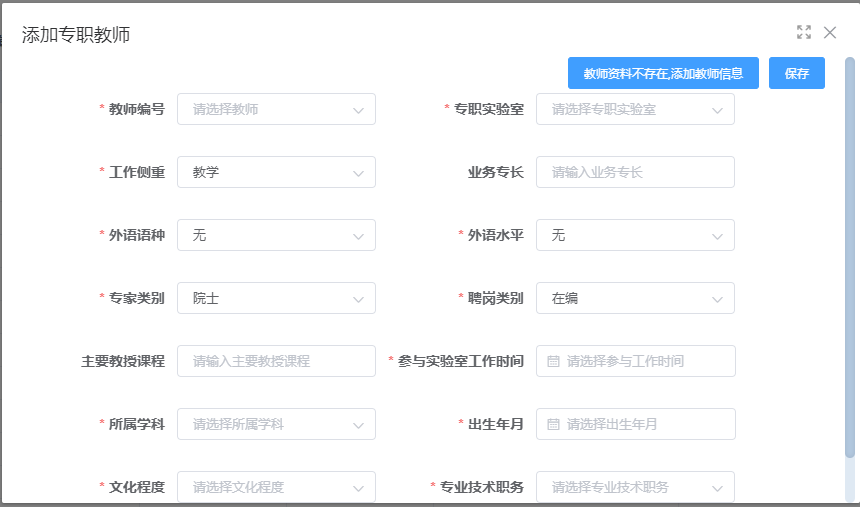 添加专职教师
教师资料不存在,添加教师信息 保存
* 教师编号 请选择教师 * 专职实验室 请选择专职实验室
* 工作侧重 教学 业务专长 请输入业务专长
* 外语语种 无 * 外语水平 无
* 专家类别 院士 * 聘岗类别 在编
主要教授课程 请输入主要教授课程 * 参与实验室工作时间 请选择参与工作时间
* 所属学科 请选择所属学科 * 出生年月 请选择出生年月
* 文化程度 请选择文化程度 * 专业技术职务 请选择专业技术职务